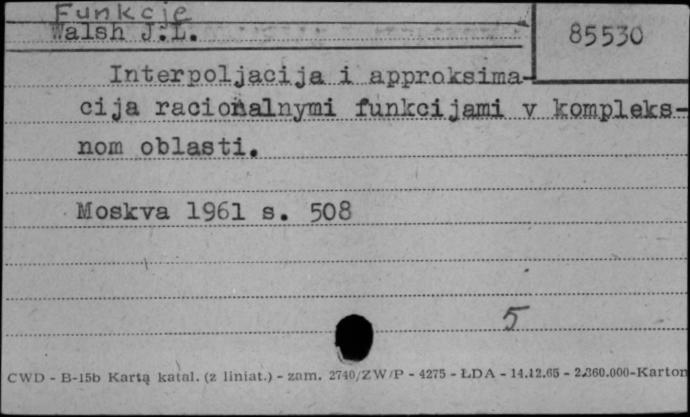 Funkcje
Walsh J.L.
85530
Interpoljacija i approksima-
cija racionalnymi funkcijami v kompleks-
nom oblasti.
Moskva 1961 s. 508
5
CWD - B-15b Kartą katal. (z liniat.) - zam. 2740/ZW/P - 4275 - ŁDA - 14.12.65 - 2.360.000-Karton